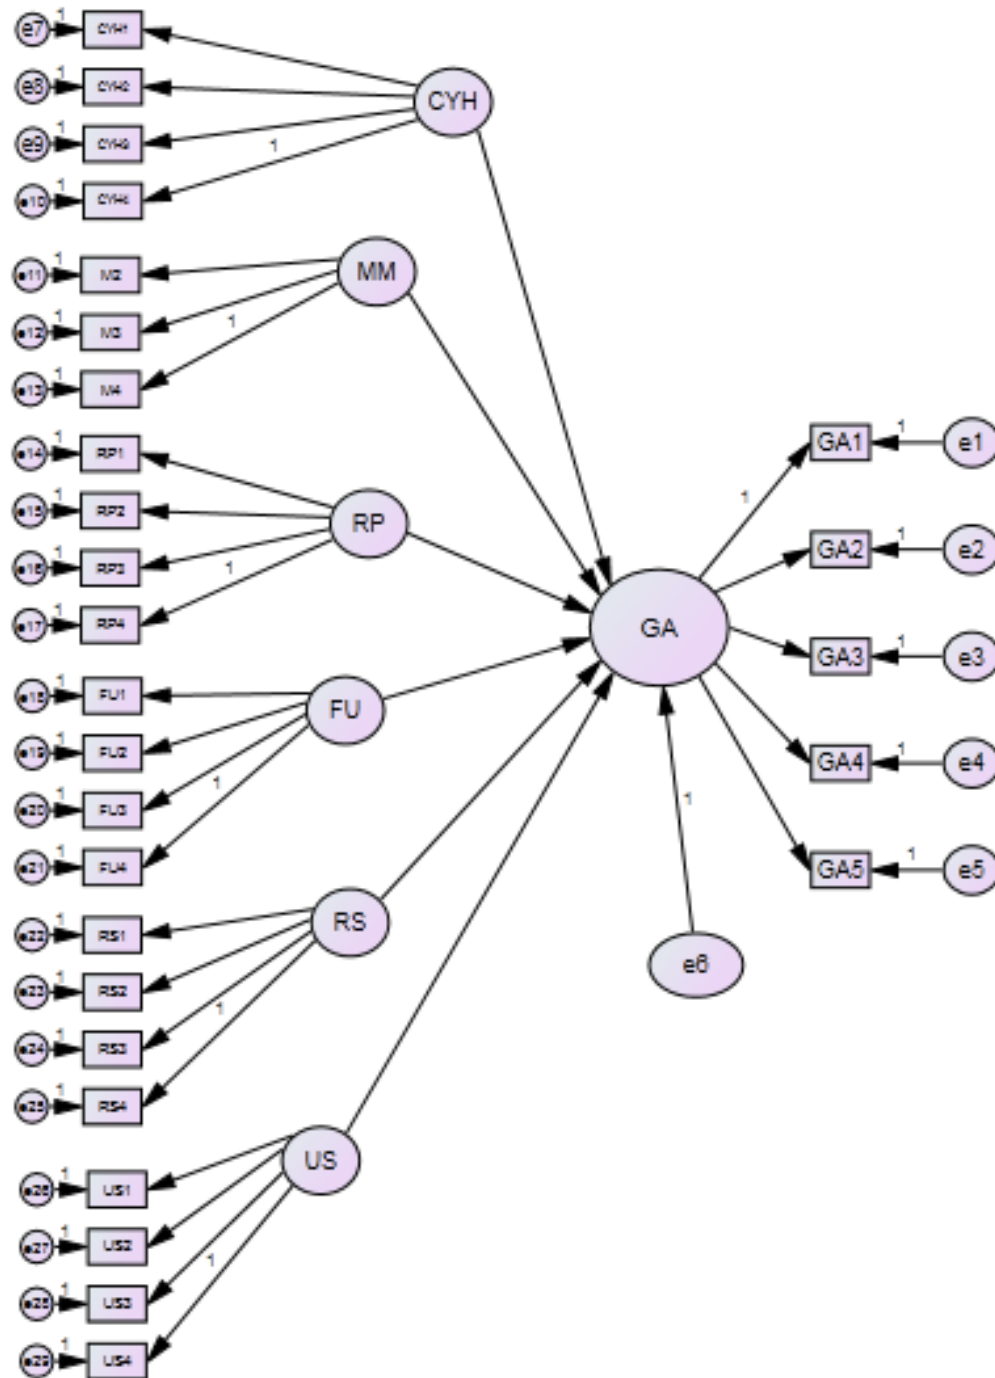 e7 1 CYH1
e8 1 CYH2
e9 1 CYH3
e10 1 CYH4
CYH
1
e11 1 M2
e12 1 M3
e13 1 M4
MM
1
e14 1 RP1
e15 1 RP2
e16 1 RP3
e17 1 RP4
RP
1
e18 1 FU1
e19 1 FU2
e20 1 FU3
e21 1 FU4
FU
1
e22 1 RS1
e23 1 RS2
e24 1 RS3
e25 1 RS4
RS
1
e26 1 US1
e27 1 US2
e28 1 US3
e29 1 US4
US
1
GA
1
e6
1
GA1 1 e1
GA2 1 e2
GA3 1 e3
GA4 1 e4
GA5 1 e5